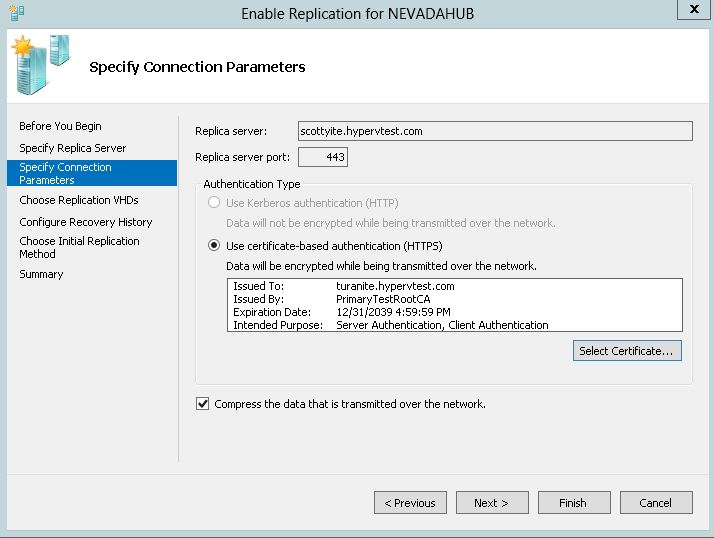 Enable Replication for NEVADAHUB
x
Specify Connection Parameters
Before You Begin
Specify Replica Server
Specify Connection
Parameters
Choose Replication VHDs
Configure Recovery History
Choose Initial Replication
Method
Summary
Replica server: scottyite.hypervtest.com
Replica server port: 443
Authentication Type
Use Kerberos authentication (HTTP)
Data will not be encrypted while being transmitted over the network.
Use certificate-based authentication (HTTPS)
Data will be encrypted while being transmitted over the network.
Issued To: turanite.hypervtest.com
Issued By: PrimaryTestRootCA
Expiration Date: 12/31/2039 4:59:59 PM
Intended Purpose: Server Authentication, Client Authentication
Select Certificate...
Compress the data that is transmitted over the network.
< Previous Next > Finish Cancel